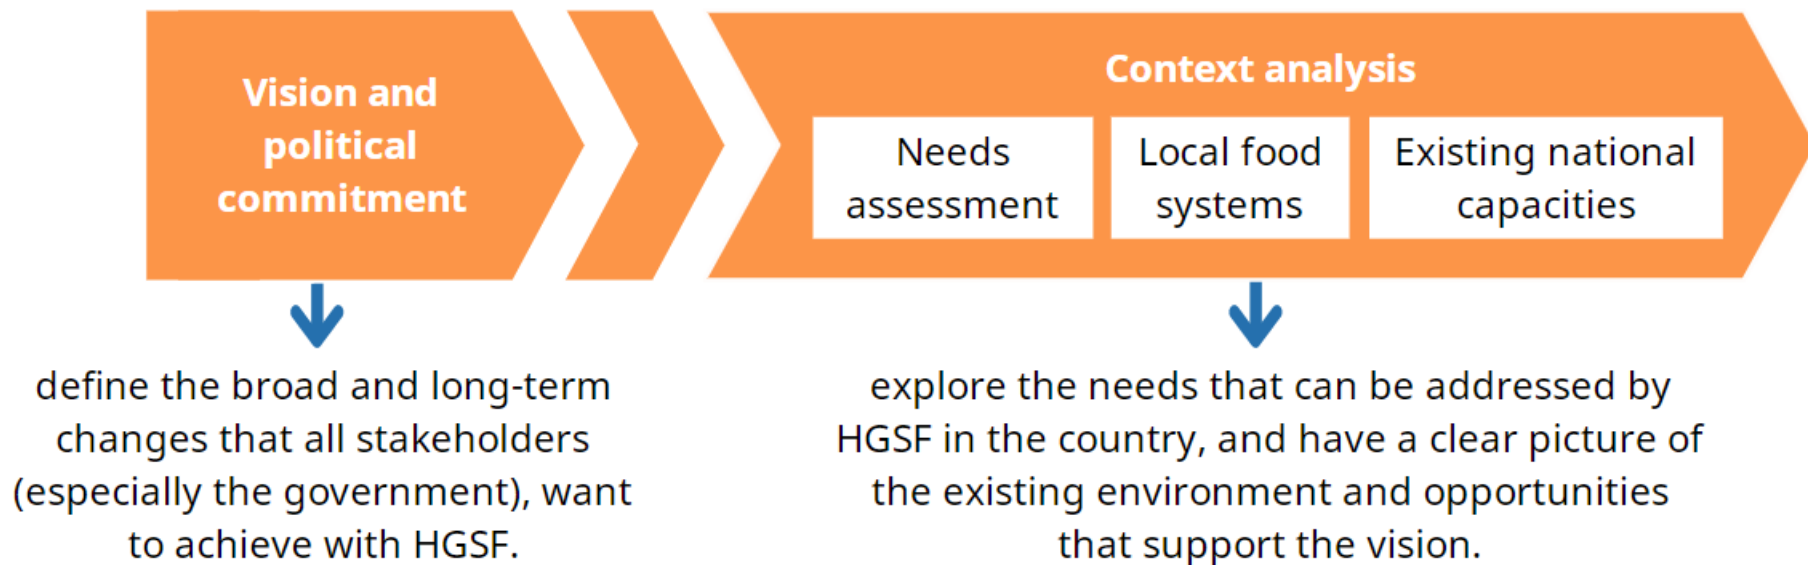 Vision and
political
commitment
Context analysis
Needs
assessment
Local food
systems
Existing national
capacities
define the broad and long-term
changes that all stakeholders
(especially the government), want
to achieve with HGSF.
explore the needs that can be addressed by
HGSF in the country, and have a clear picture of
the existing environment and opportunities
that support the vision.